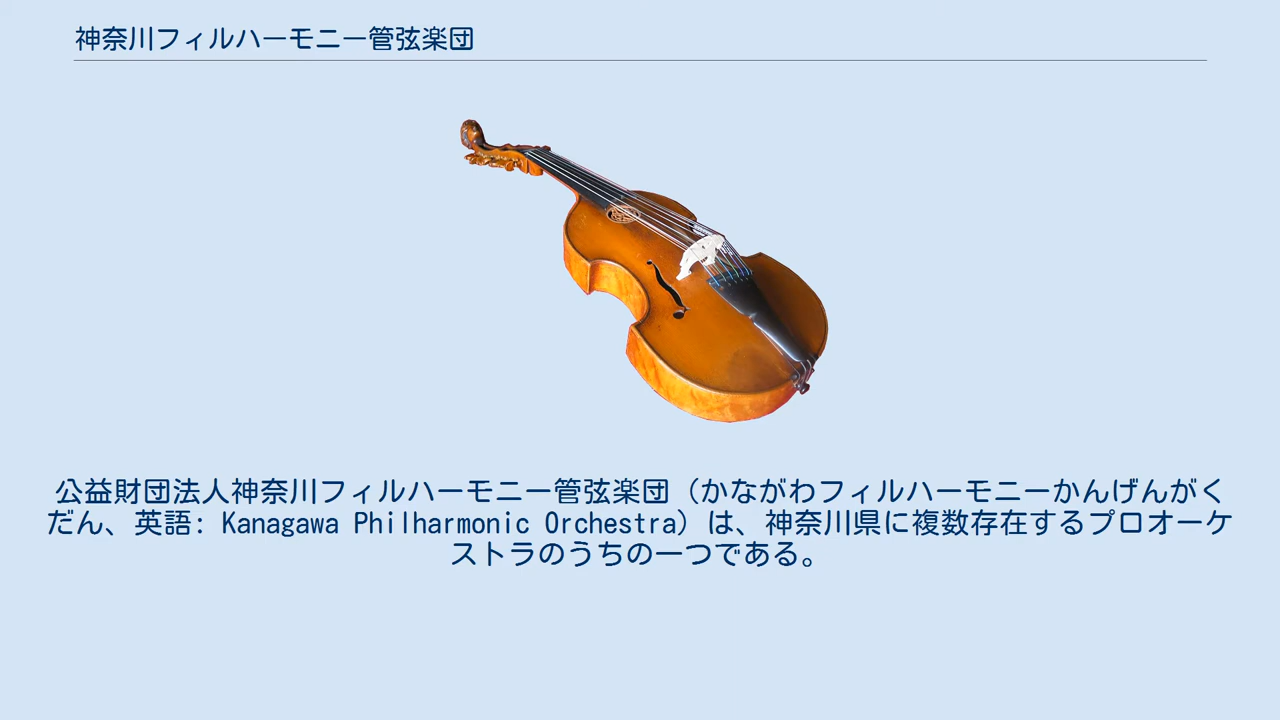 神奈川フィルハーモニー管弦楽団
公益財団法人神奈川フィルハーモニー管弦楽団（かながわフィルハーモニーかんげんがく
だん、英語: Kanagawa Philharmonic Orchestra）は、神奈川県に複数存在するプロオーケ
ストラのうちの一つである。